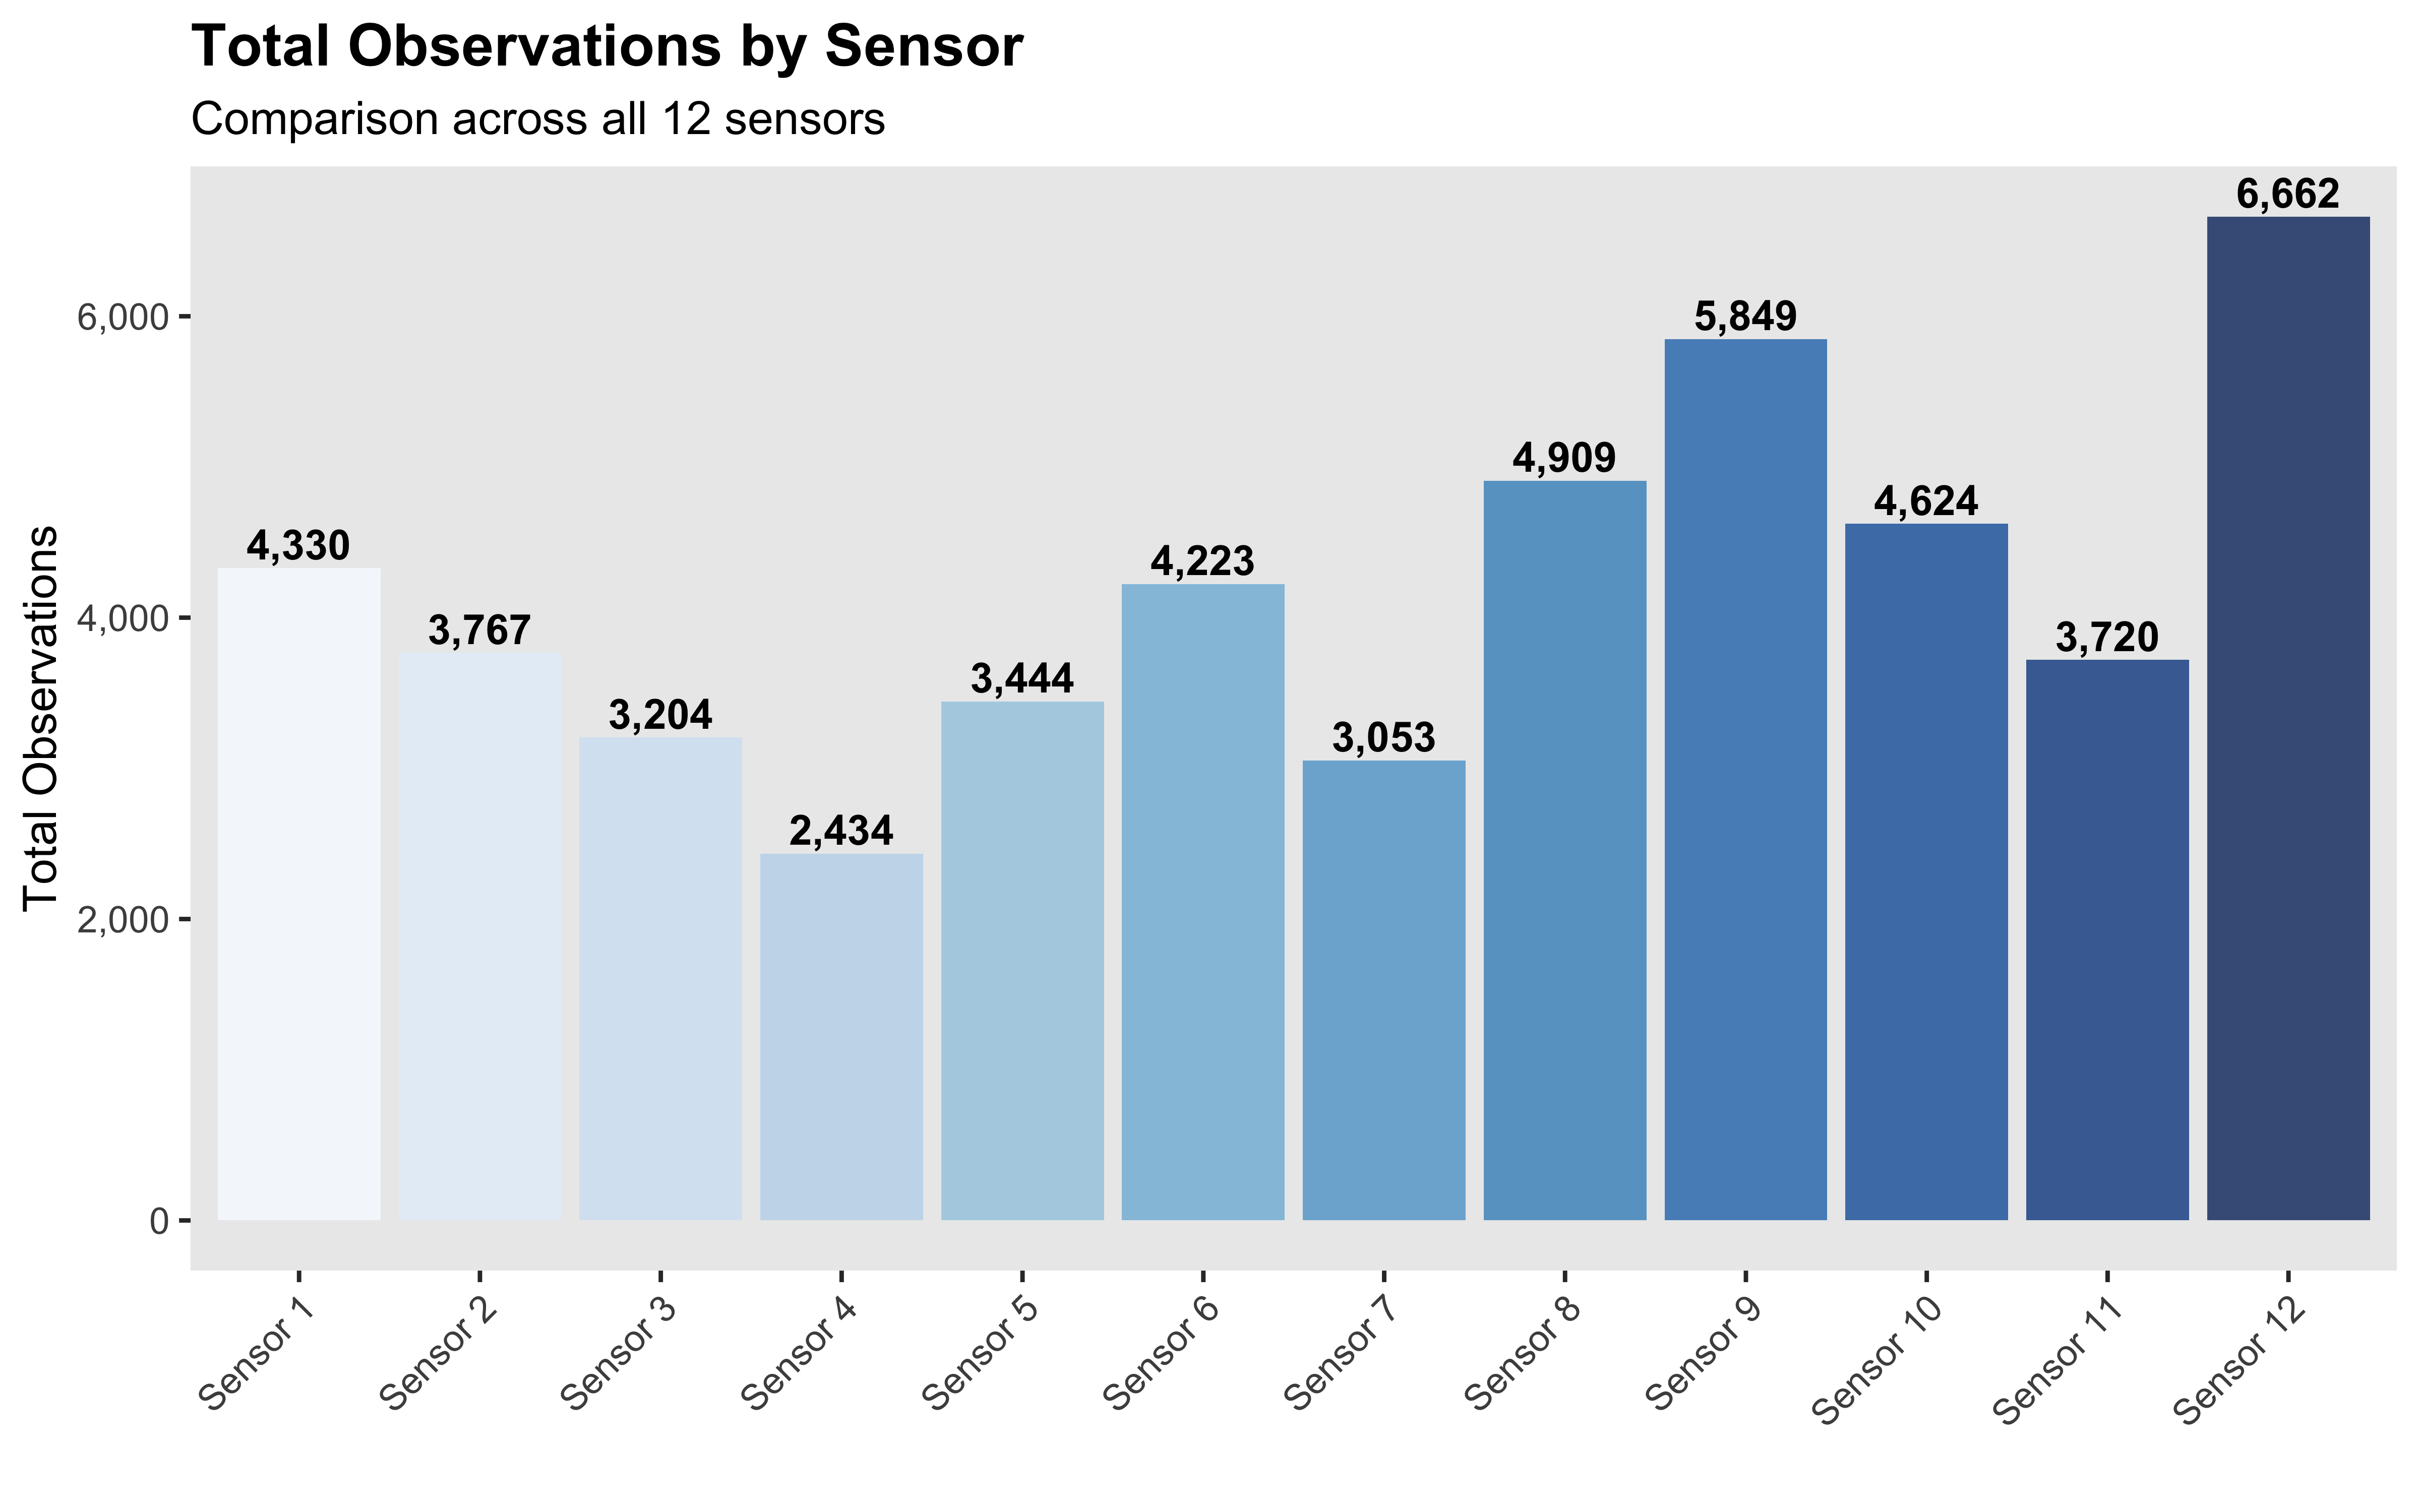 Total Observations by Sensor
Comparison across all 12 sensors
Total Observations
6,000
4,000
2,000
0
4,330
3,767
3,204
2,434
3,444
4,223
3,053
4,909
5,849
4,624
3,720
6,662
Sensor 1
Sensor 2
Sensor 3
Sensor 4
Sensor 5
Sensor 6
Sensor 7
Sensor 8
Sensor 9
Sensor 10
Sensor 11
Sensor 12